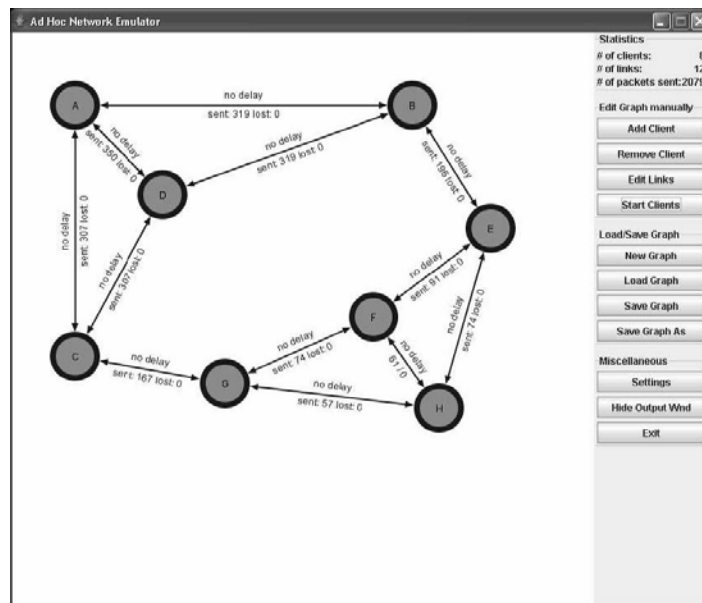 Ad Hoc Network Emulator
Statistics
# of clients:
# of links:
# of packets sent:2079
Edit Graph manually
Add Client
Remove Client
Edit Links
Start Clients
Load/Save Graph
New Graph
Load Graph
Save Graph
Save Graph As
Miscellaneous
Settings
Hide Output Wnd
Exit
A
B
no delay
sent: 319 lost: 0
no delay
sent: 350 lost: 0
no delay
sent: 319 lost: 0
no delay
sent: 196 lost: 0
D
E
no delay
sent: 307 lost: 0
no delay
sent: 307 lost: 0
no delay
sent: 91 lost: 0
no delay
sent: 74 lost: 0
F
no delay
sent: 74 lost: 0
no delay
61 / 0
C
no delay
sent: 167 lost: 0
G
no delay
sent: 57 lost: 0
H